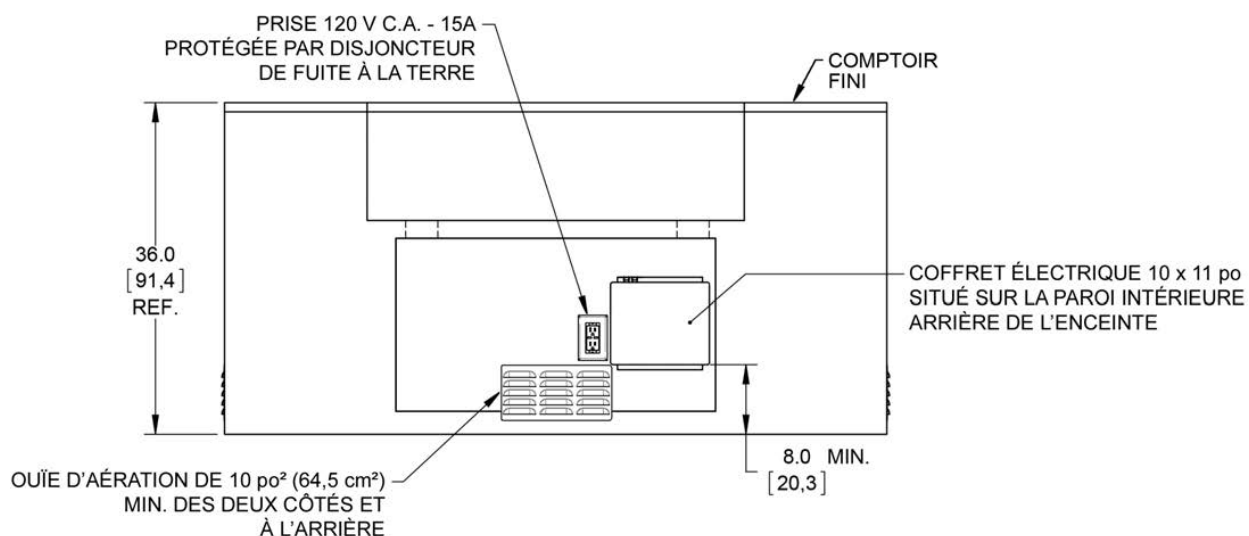 PRISE 120 V C.A. - 15A
PROTÉGÉE PAR DISJONCTEUR
DE FUITE À LA TERRE
COMPTOIR
FINI
36.0
[91,4]
REF.
COFFRET ÉLECTRIQUE 10 x 11 po
SITUÉ SUR LA PAROI INTÉRIEURE
ARRIÈRE DE L'ENCEINTE
8.0 MIN.
[20,3]
OUÏE D'AÉRATION DE 10 po² (64,5 cm²)
MIN. DES DEUX CÔTÉS ET
À L'ARRIÈRE